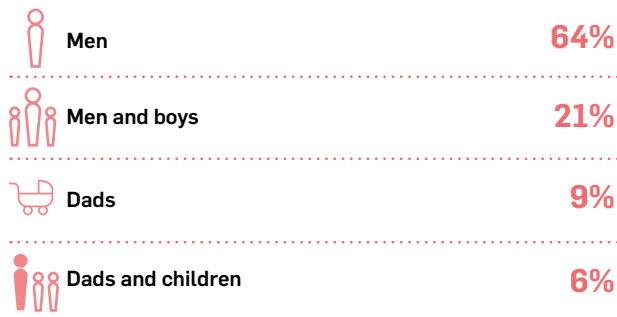 Men 64%
Men and boys 21%
Dads 9%
Dads and children 6%